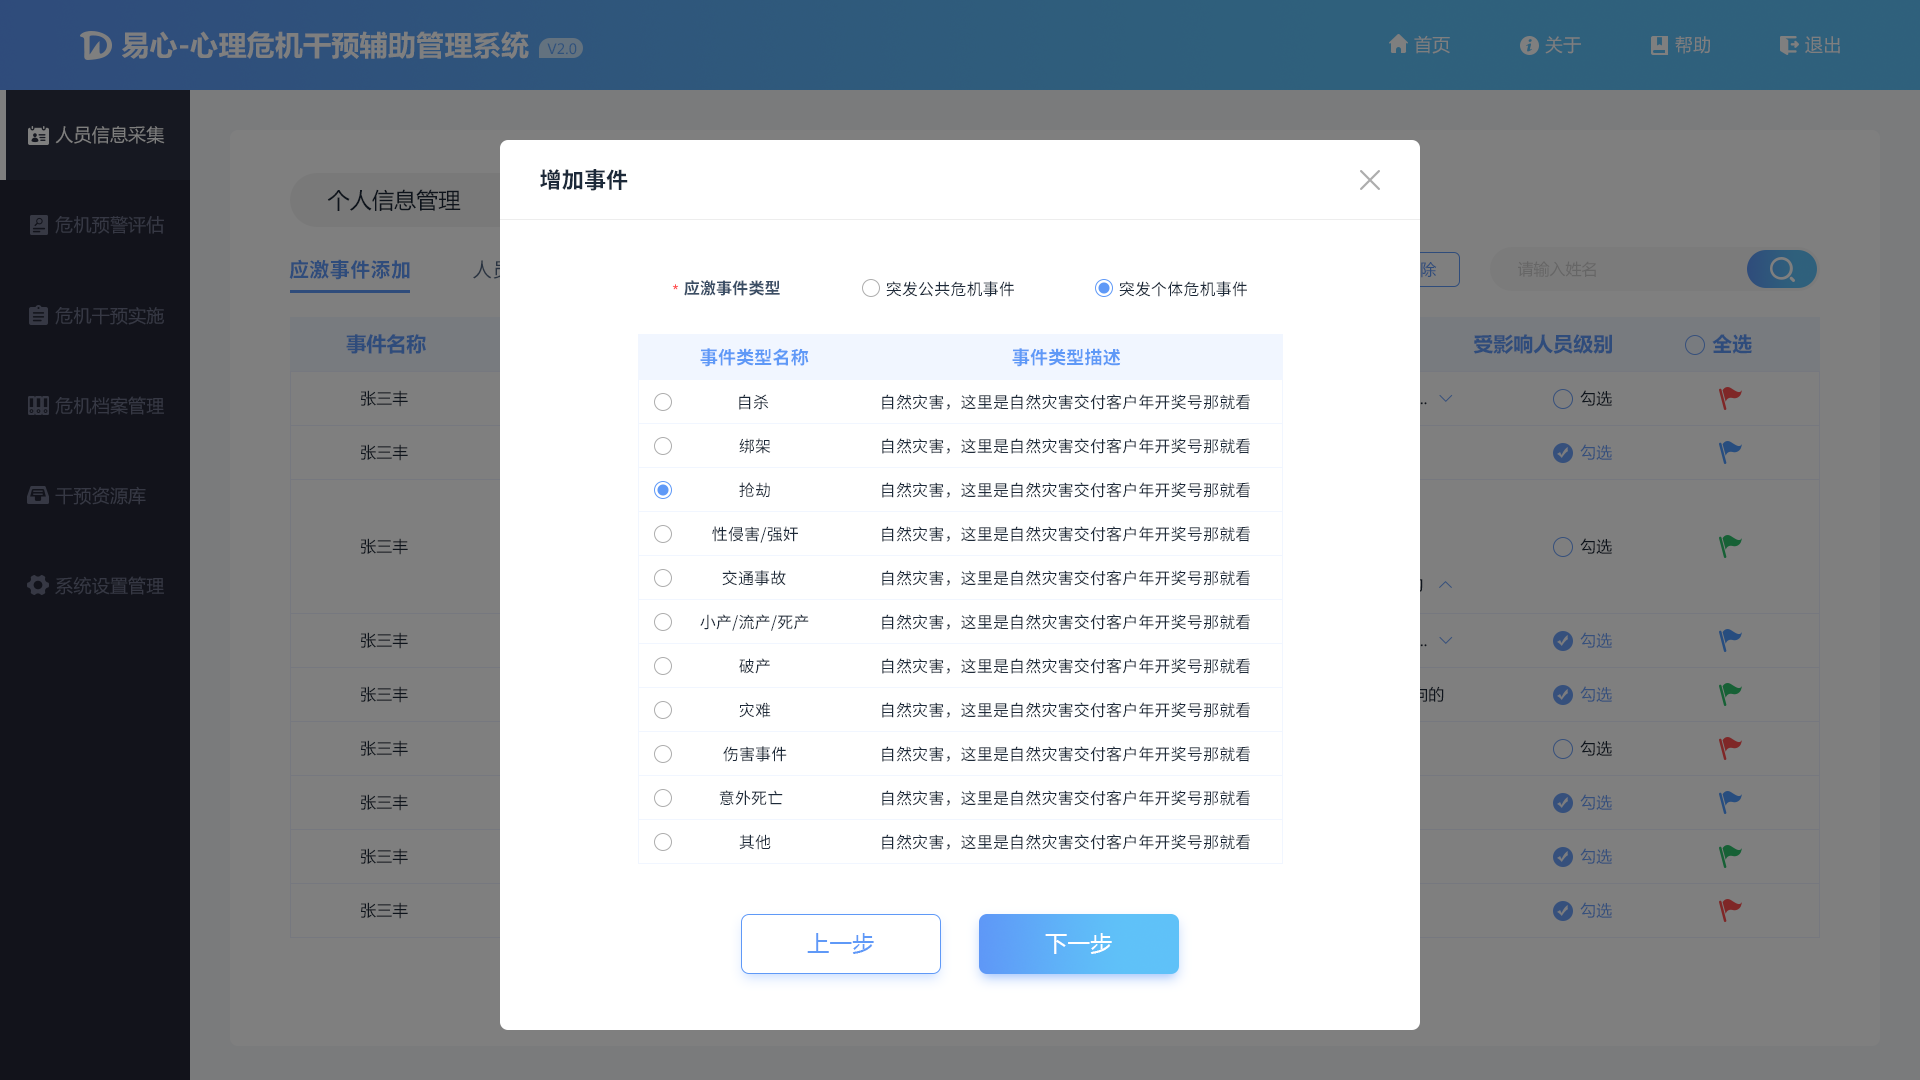 易心-心理危机干预辅助管理系统 V2.0
首页
关于
帮助
退出
人员信息采集
危机预警评估
危机干预实施
危机档案管理
干预资源库
系统设置管理
个人信息管理
应激事件添加
人员
除
请输入姓名
事件名称
受影响人员级别
全选
张三丰
.. 
勾选
张三丰
勾选
张三丰
勾选
张三丰
..
勾选
张三丰
的
勾选
张三丰
勾选
张三丰
勾选
张三丰
勾选
张三丰
勾选
增加事件
* 应激事件类型
突发公共危机事件
突发个体危机事件
事件类型名称 事件类型描述
自杀 自然灾害，这里是自然灾害交付客户年开奖号那就看
绑架 自然灾害，这里是自然灾害交付客户年开奖号那就看
抢劫 自然灾害，这里是自然灾害交付客户年开奖号那就看
性侵害/强奸 自然灾害，这里是自然灾害交付客户年开奖号那就看
交通事故 自然灾害，这里是自然灾害交付客户年开奖号那就看
小产/流产/死产 自然灾害，这里是自然灾害交付客户年开奖号那就看
破产 自然灾害，这里是自然灾害交付客户年开奖号那就看
灾难 自然灾害，这里是自然灾害交付客户年开奖号那就看
伤害事件 自然灾害，这里是自然灾害交付客户年开奖号那就看
意外死亡 自然灾害，这里是自然灾害交付客户年开奖号那就看
其他 自然灾害，这里是自然灾害交付客户年开奖号那就看
上一步
下一步